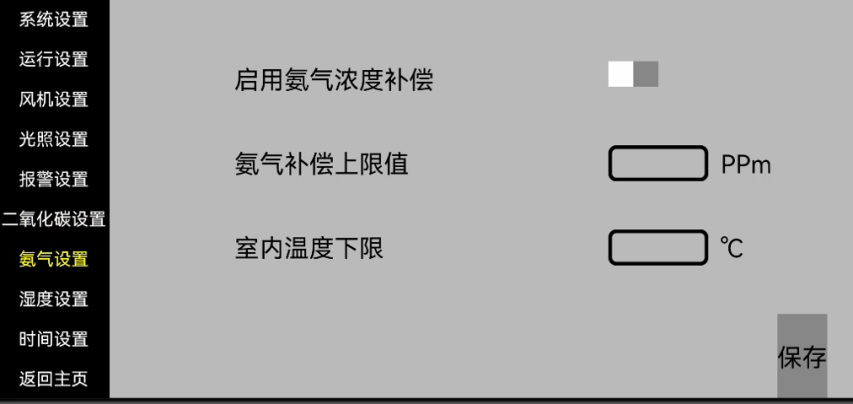 系统设置
运行设置
风机设置
光照设置
报警设置
二氧化碳设置
氨气设置
湿度设置
时间设置
返回主页
启用氨气浓度补偿
氨气补偿上限值 PPm
室内温度下限 ℃
保存